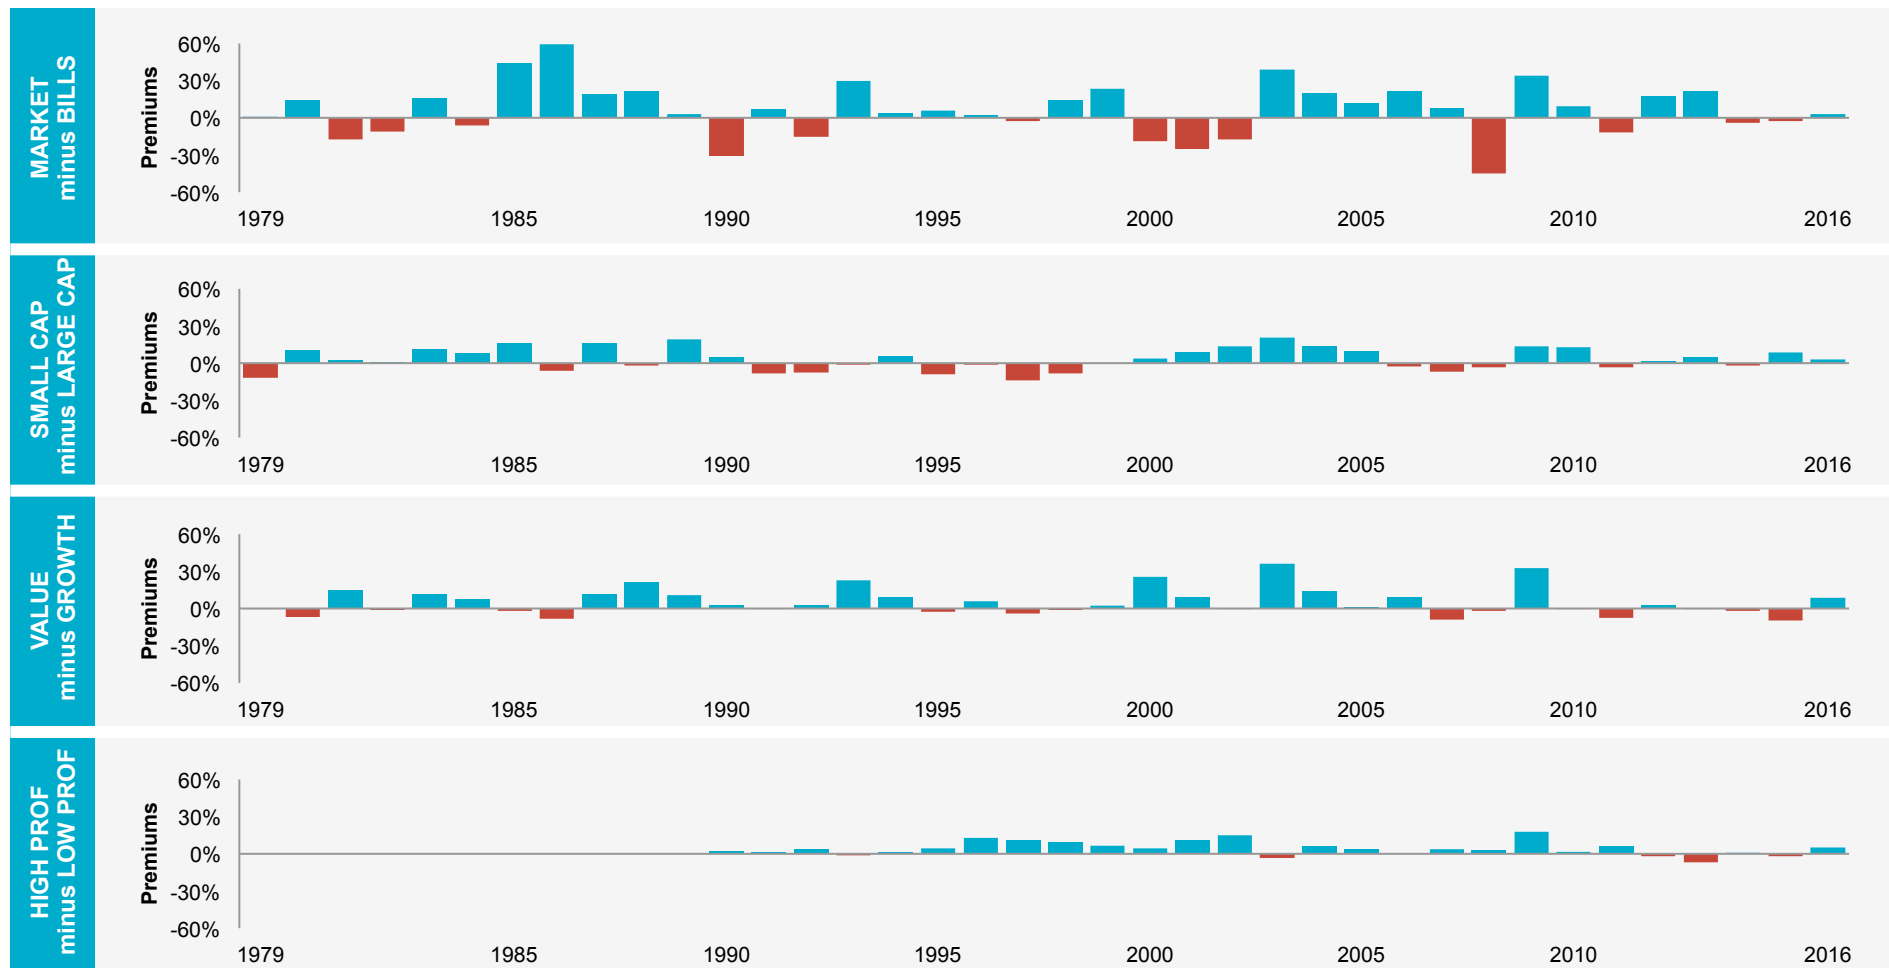 MARKET
minus BILLS
Premiums
60%
30%
0%
-30%
-60%
1979 1985 1990 1995 2000 2005 2010 2016
SMALL CAP
minus LARGE CAP
Premiums
60%
30%
0%
-30%
-60%
1979 1985 1990 1995 2000 2005 2010 2016
VALUE
minus GROWTH
Premiums
60%
30%
0%
-30%
-60%
1979 1985 1990 1995 2000 2005 2010 2016
HIGH PROF
minus LOW PROF
Premiums
60%
30%
0%
-30%
-60%
1979 1985 1990 1995 2000 2005 2010 2016